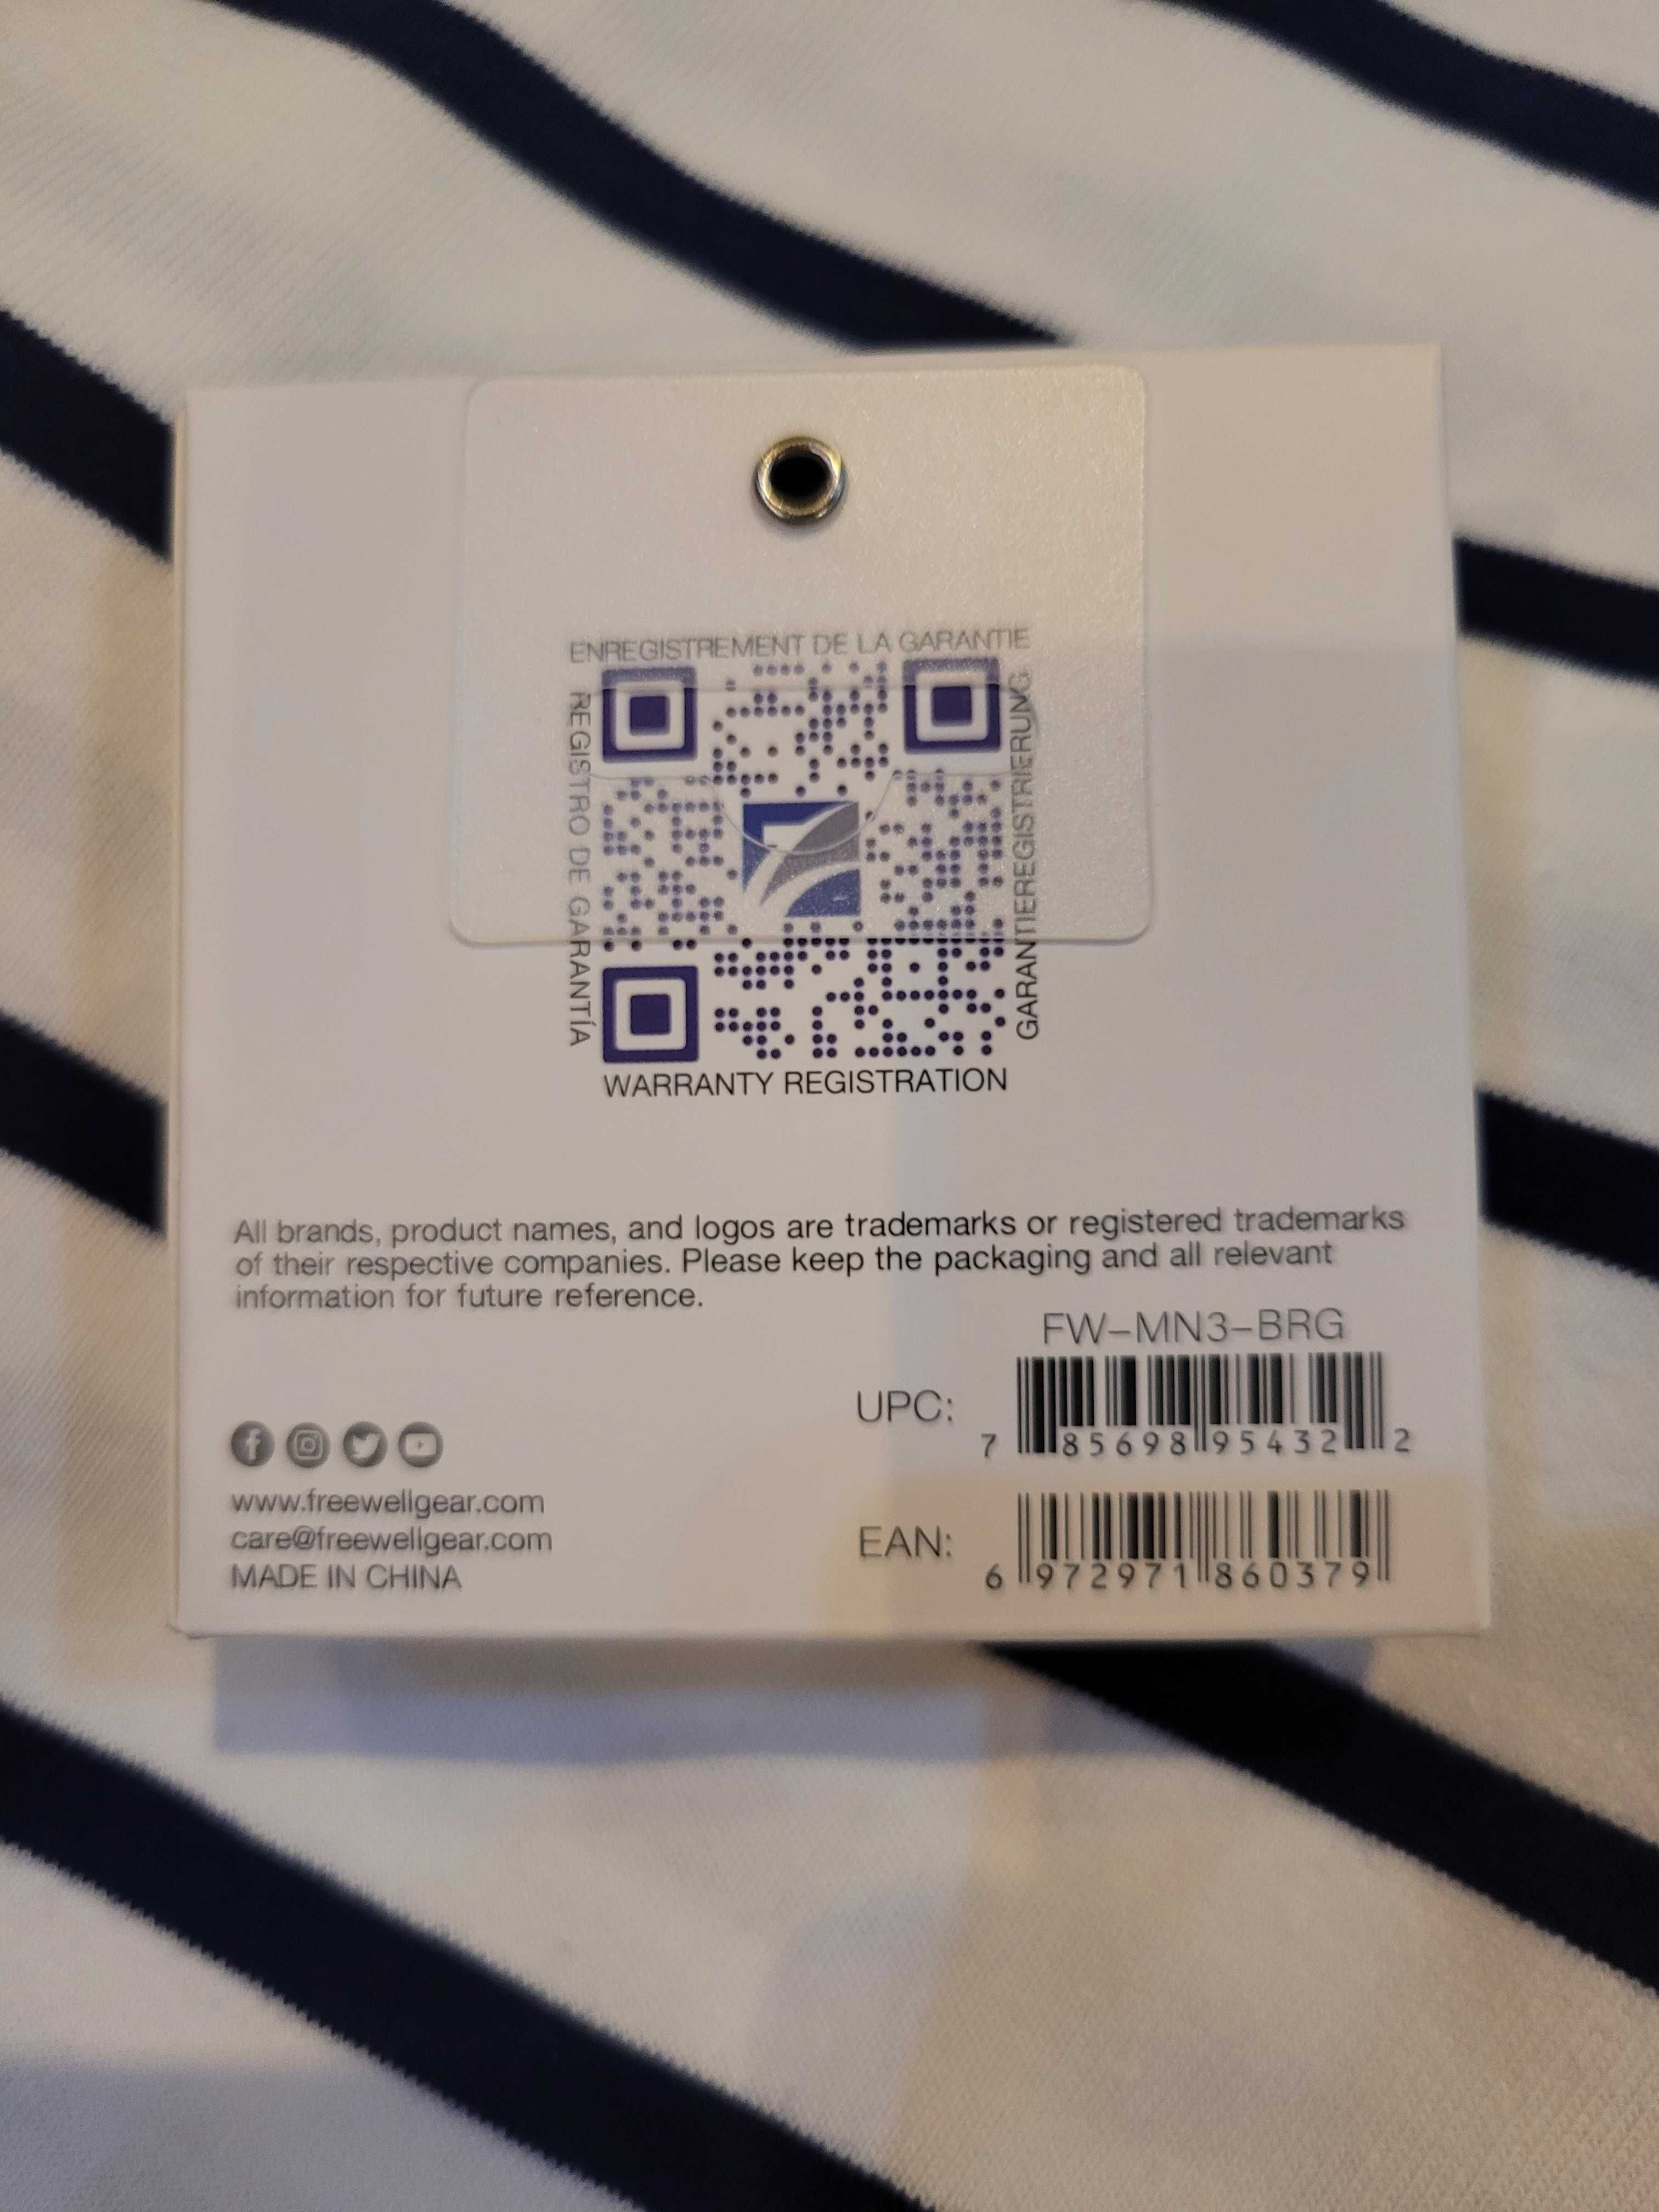 ENREGISTREMENT DE LA GARANTIE
REGISTRO DE GARANTÍA
GARANTIEREGISTRIERUNG
WARRANTY REGISTRATION
All brands, product names, and logos are trademarks or registered trademarks
of their respective companies. Please keep the packaging and all relevant
information for future reference.
FW-MN3-BRG
UPC:
7 85698 95432 2
EAN:
6 972971 860379
www.freewellgear.com
care@freewellgear.com
MADE IN CHINA